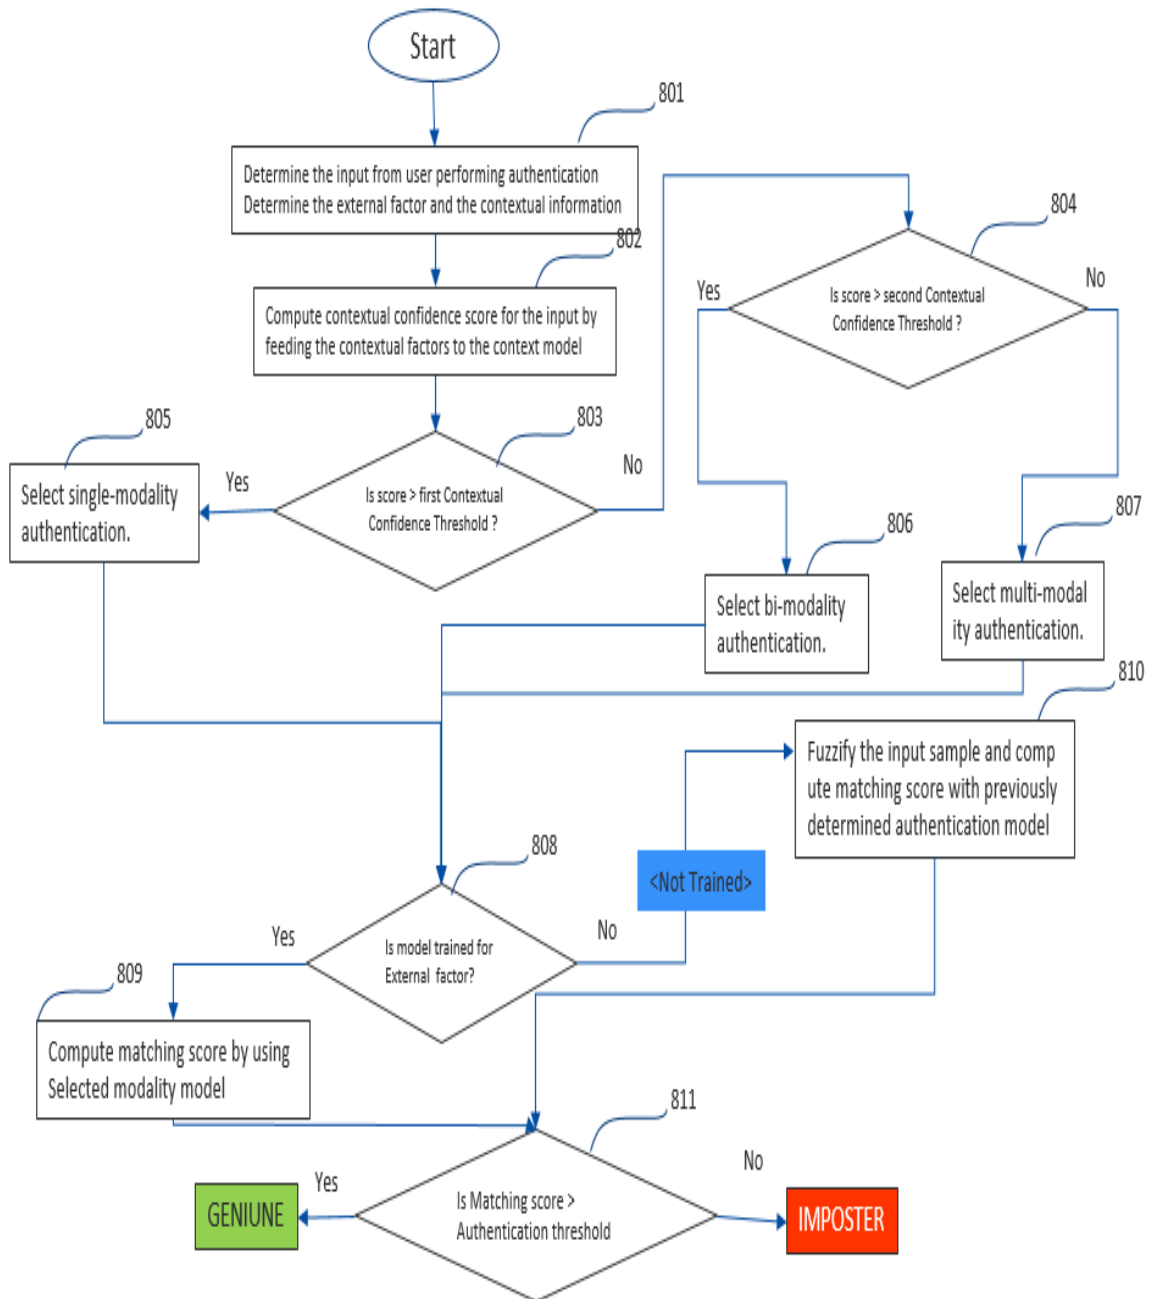 Start
801
Determine the input from user performing authentication
Determine the external factor and the contextual information
802
Compute contextual confidence score for the input by
feeding the contextual factors to the context model
803
Is score > first Contextual
Confidence Threshold ?
Yes
No
804
Is score > second Contextual
Confidence Threshold ?
Yes
No
805
Select single-modality
authentication.
806
Select bi-modality
authentication.
807
Select multi-modal
ity authentication.
808
Is model trained for
External factor?
Yes
No
<Not Trained>
809
Compute matching score by using
Selected modality model
810
Fuzzify the input sample and comp
ute matching score with previously
determined authentication model
811
Is Matching score >
Authentication threshold
Yes
No
GENIUNE
IMPOSTER